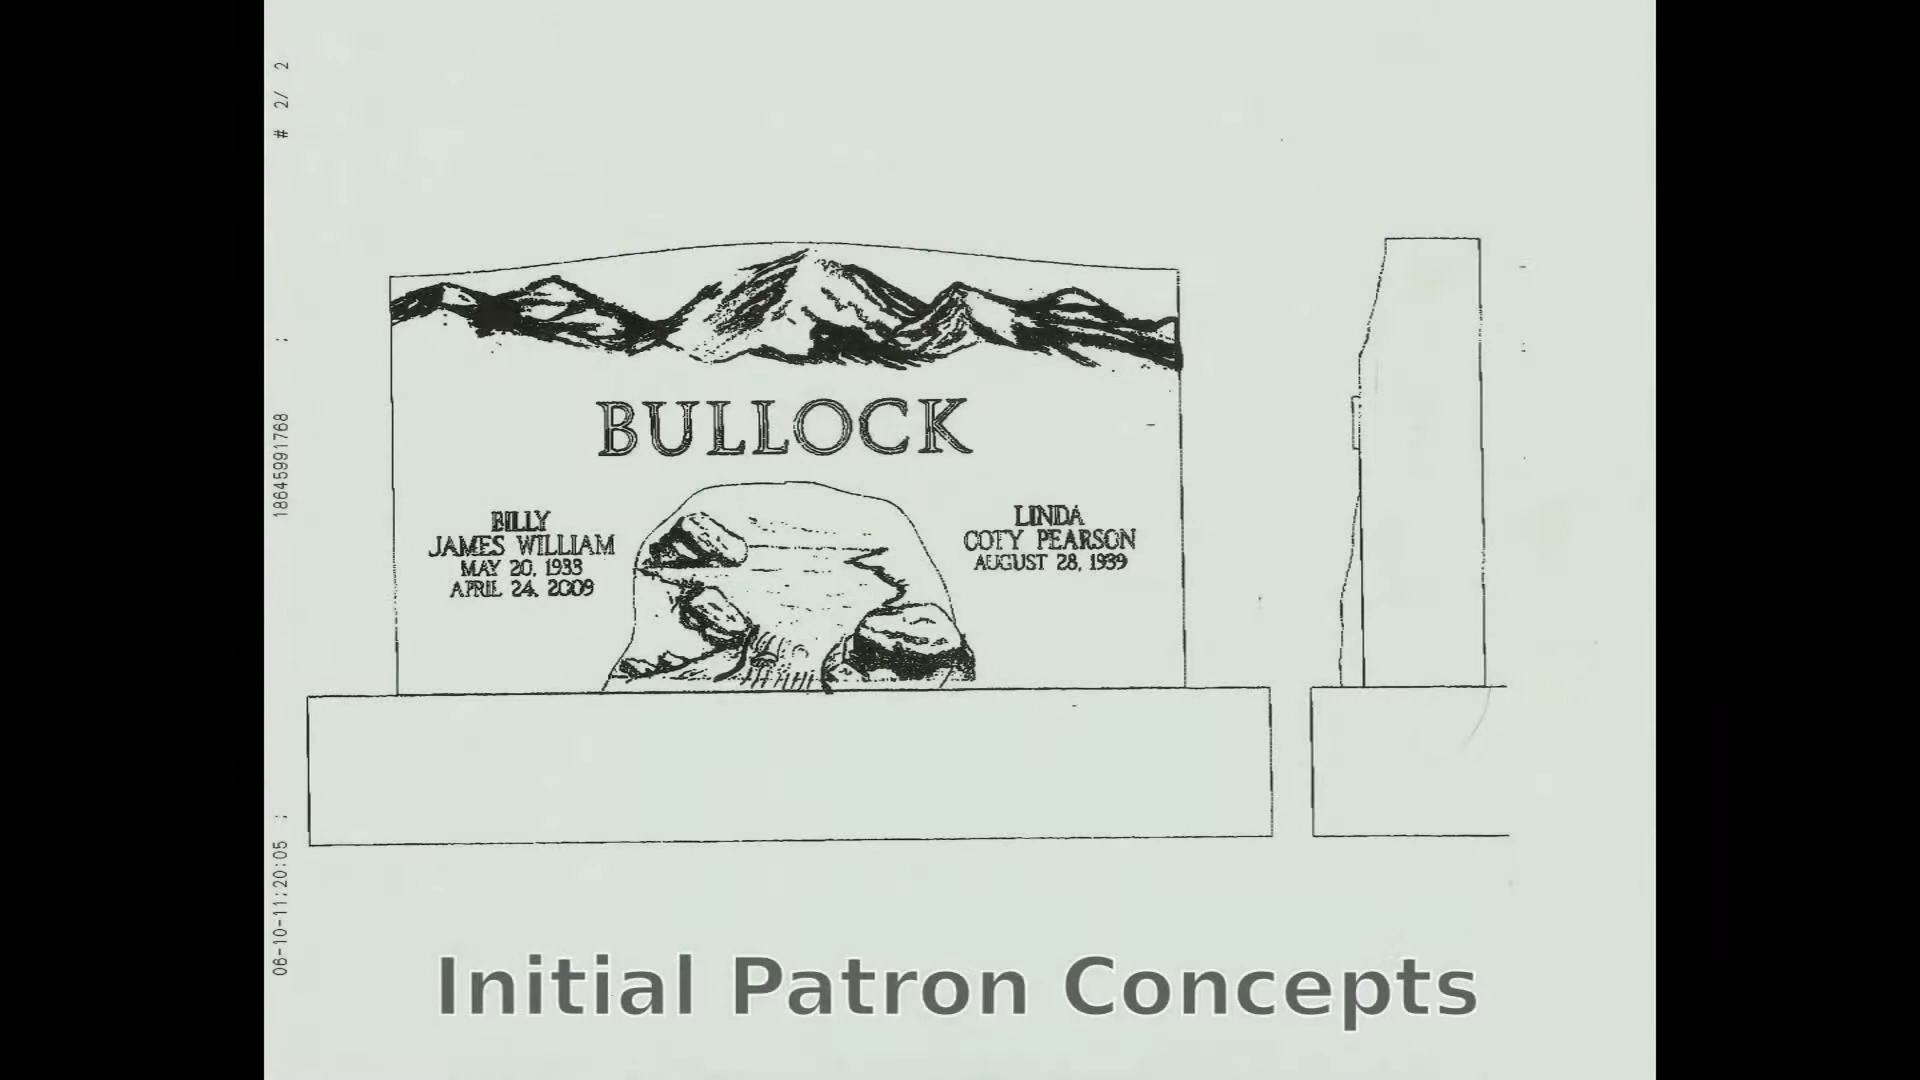 # 2/ 2
18645991768 ;
06-10-11;20:05 ;
BULLOCK
BILLY
JAMES WILLIAM
MAY 20, 1933
APRIL 24, 2009
LINDA
COTY PEARSON
AUGUST 28, 1939
Initial Patron Concepts